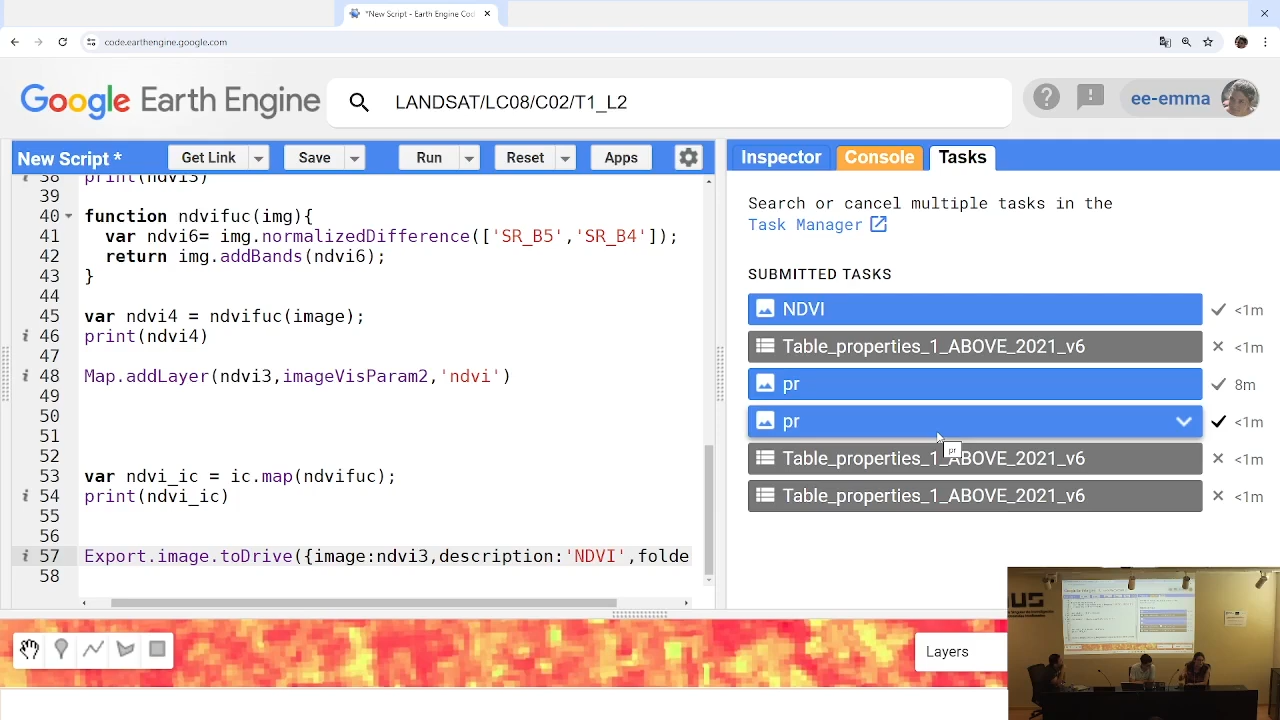 *New Script - Earth Engine Cod
code.earthengine.google.com
Google Earth Engine
LANDSAT/LC08/C02/T1_L2
ee-emma
New Script *
Get Link
Save
Run
Reset
Apps
Inspector
Console
Tasks
38 print(ndvi3)
39
40 function ndvifuc(img){
41 var ndvi6= img.normalizedDifference(['SR_B5','SR_B4']);
42 return img.addBands(ndvi6);
43 }
44
45 var ndvi4 = ndvifuc(image);
46 print(ndvi4)
47
48 Map.addLayer(ndvi3,imageVisParam2,'ndvi')
49
50
51
52
53 var ndvi_ic = ic.map(ndvifuc);
54 print(ndvi_ic)
55
56
57 Export.image.toDrive({image:ndvi3,description:'NDVI',folde
58
Search or cancel multiple tasks in the
Task Manager
SUBMITTED TASKS
NDVI <1m
Table_properties_1_ABOVE_2021_v6 <1m
pr 8m
pr <1m
pr
Table_properties_1_ABOVE_2021_v6 <1m
Table_properties_1_ABOVE_2021_v6 <1m
Layers